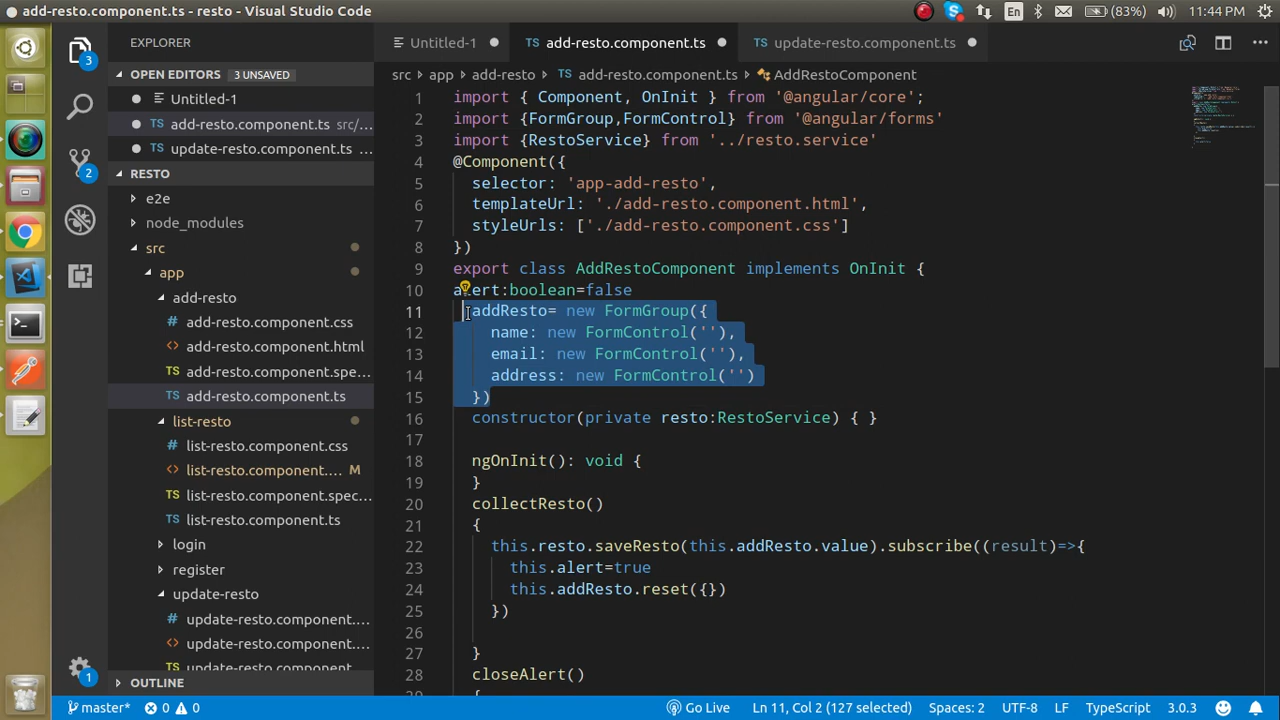 add-resto.component.ts - resto - Visual Studio Code
En
(83%)
11:44 PM
EXPLORER
OPEN EDITORS 3 UNSAVED
Untitled-1
add-resto.component.ts src/...
update-resto.component.ts
RESTO
e2e
node_modules
src
app
add-resto
add-resto.component.css
add-resto.component.html
add-resto.component.spe...
add-resto.component.ts
list-resto
list-resto.component.css
list-resto.component.... M
list-resto.component.spec...
list-resto.component.ts
login
register
update-resto
update-resto.component....
update-resto.component....
update-resto.component
OUTLINE
3
2
1
Untitled-1
add-resto.component.ts
update-resto.component.ts
src › app › add-resto › TS add-resto.component.ts › AddRestoComponent
1 import { Component, OnInit } from '@angular/core';
2 import {FormGroup,FormControl} from '@angular/forms'
3 import {RestoService} from '../resto.service'
4 @Component({
5 selector: 'app-add-resto',
6 templateUrl: './add-resto.component.html',
7 styleUrls: ['./add-resto.component.css']
8 })
9 export class AddRestoComponent implements OnInit {
10 alert:boolean=false
11 addResto= new FormGroup({
12 name: new FormControl(''),
13 email: new FormControl(''),
14 address: new FormControl('')
15 })
16 constructor(private resto:RestoService) { }
17
18 ngOnInit(): void {
19 }
20 collectResto()
21 {
22 this.resto.saveResto(this.addResto.value).subscribe((result)=>{
23 this.alert=true
24 this.addResto.reset({})
25 })
26
27 }
28 closeAlert()
29 {
master* 0 0 Go Live Ln 11, Col 2 (127 selected) Spaces: 2 UTF-8 LF TypeScript 3.0.3